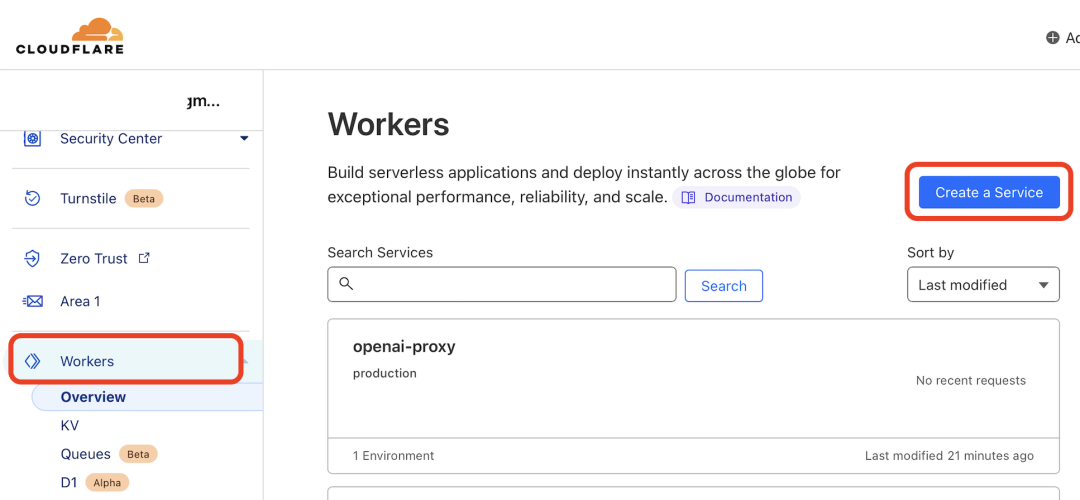 CLOUDFLARE
gm...
Security Center
Turnstile Beta
Zero Trust
Area 1
Workers
Overview
KV
Queues Beta
D1 Alpha
Workers
Build serverless applications and deploy instantly across the globe for
exceptional performance, reliability, and scale. Documentation
Create a Service
Search Services
Search
Sort by
Last modified
openai-proxy
production
No recent requests
1 Environment
Last modified 21 minutes ago